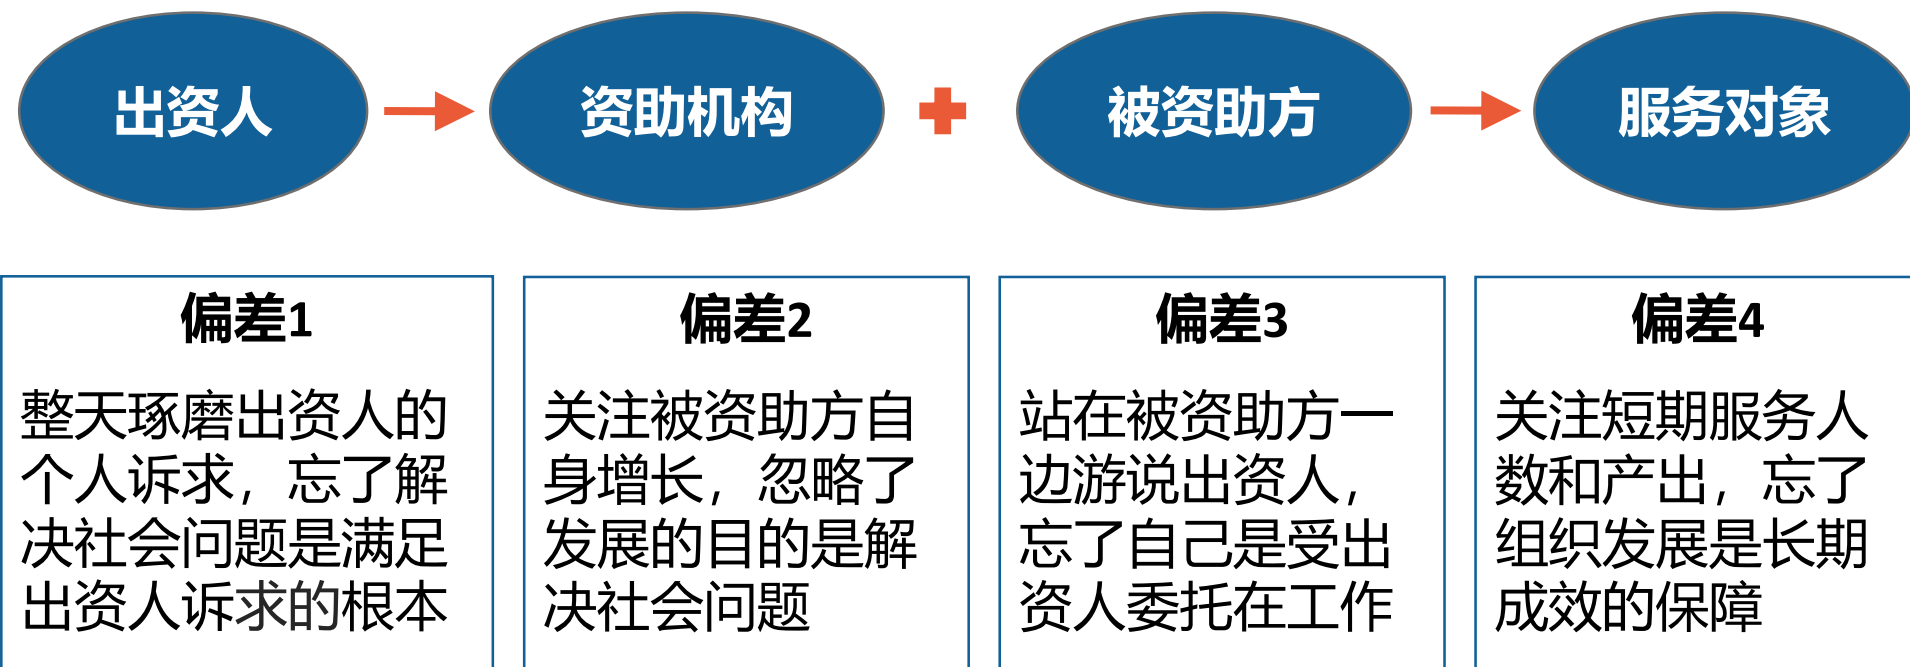 出资人
资助机构
被资助方
服务对象
偏差1
整天琢磨出资人的
个人诉求，忘了解
决社会问题是满足
出资人诉求的根本
偏差2
关注被资助方自
身增长，忽略了
发展的目的是解
决社会问题
偏差3
站在被资助方一
边游说出资人，
忘了自己是受出
资人委托在工作
偏差4
关注短期服务人
数和产出，忘了
组织发展是长期
成效的保障